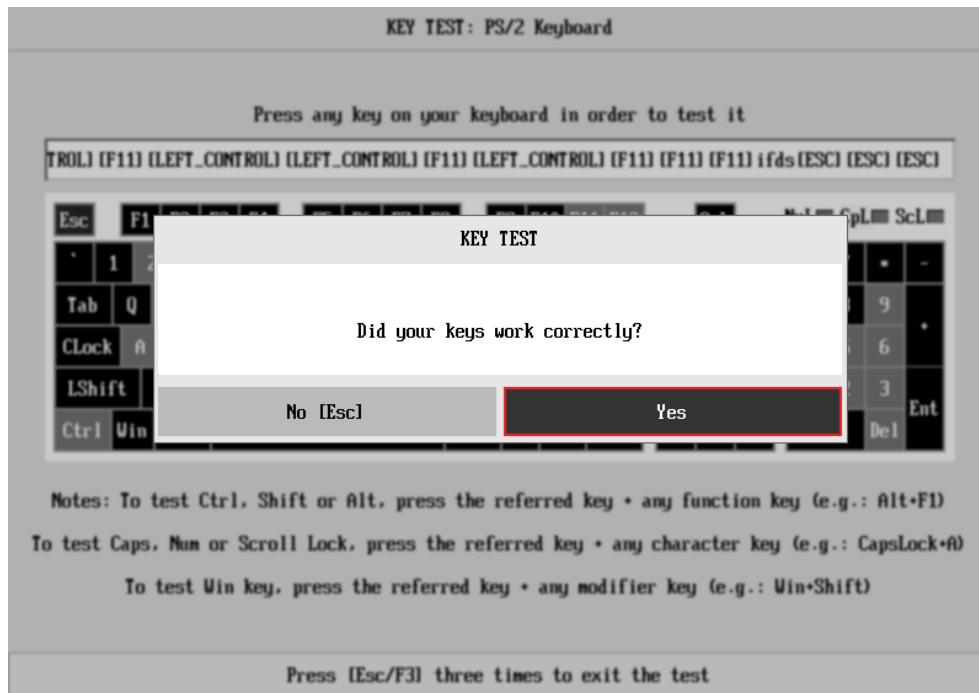 KEY TEST: PS/2 Keyboard
Press any key on your keyboard in order to test it
TROL] [F11] [LEFT_CONTROL] [LEFT_CONTROL] [F11] [LEFT_CONTROL] [F11] [F11] [F11] ifds[ESC] [ESC] [ESC]
Esc F1 ScL
KEY TEST
` 1 * -
Tab Q 9
Did your keys work correctly?
+
CLock A 6
LShift 3
No [Esc] Yes
Ent
Ctrl Win Del
Notes: To test Ctrl, Shift or Alt, press the referred key + any function key (e.g.: Alt+F1)
To test Caps, Num or Scroll Lock, press the referred key + any character key (e.g.: CapsLock+A)
To test Win key, press the referred key + any modifier key (e.g.: Win+Shift)
Press [Esc/F3] three times to exit the test